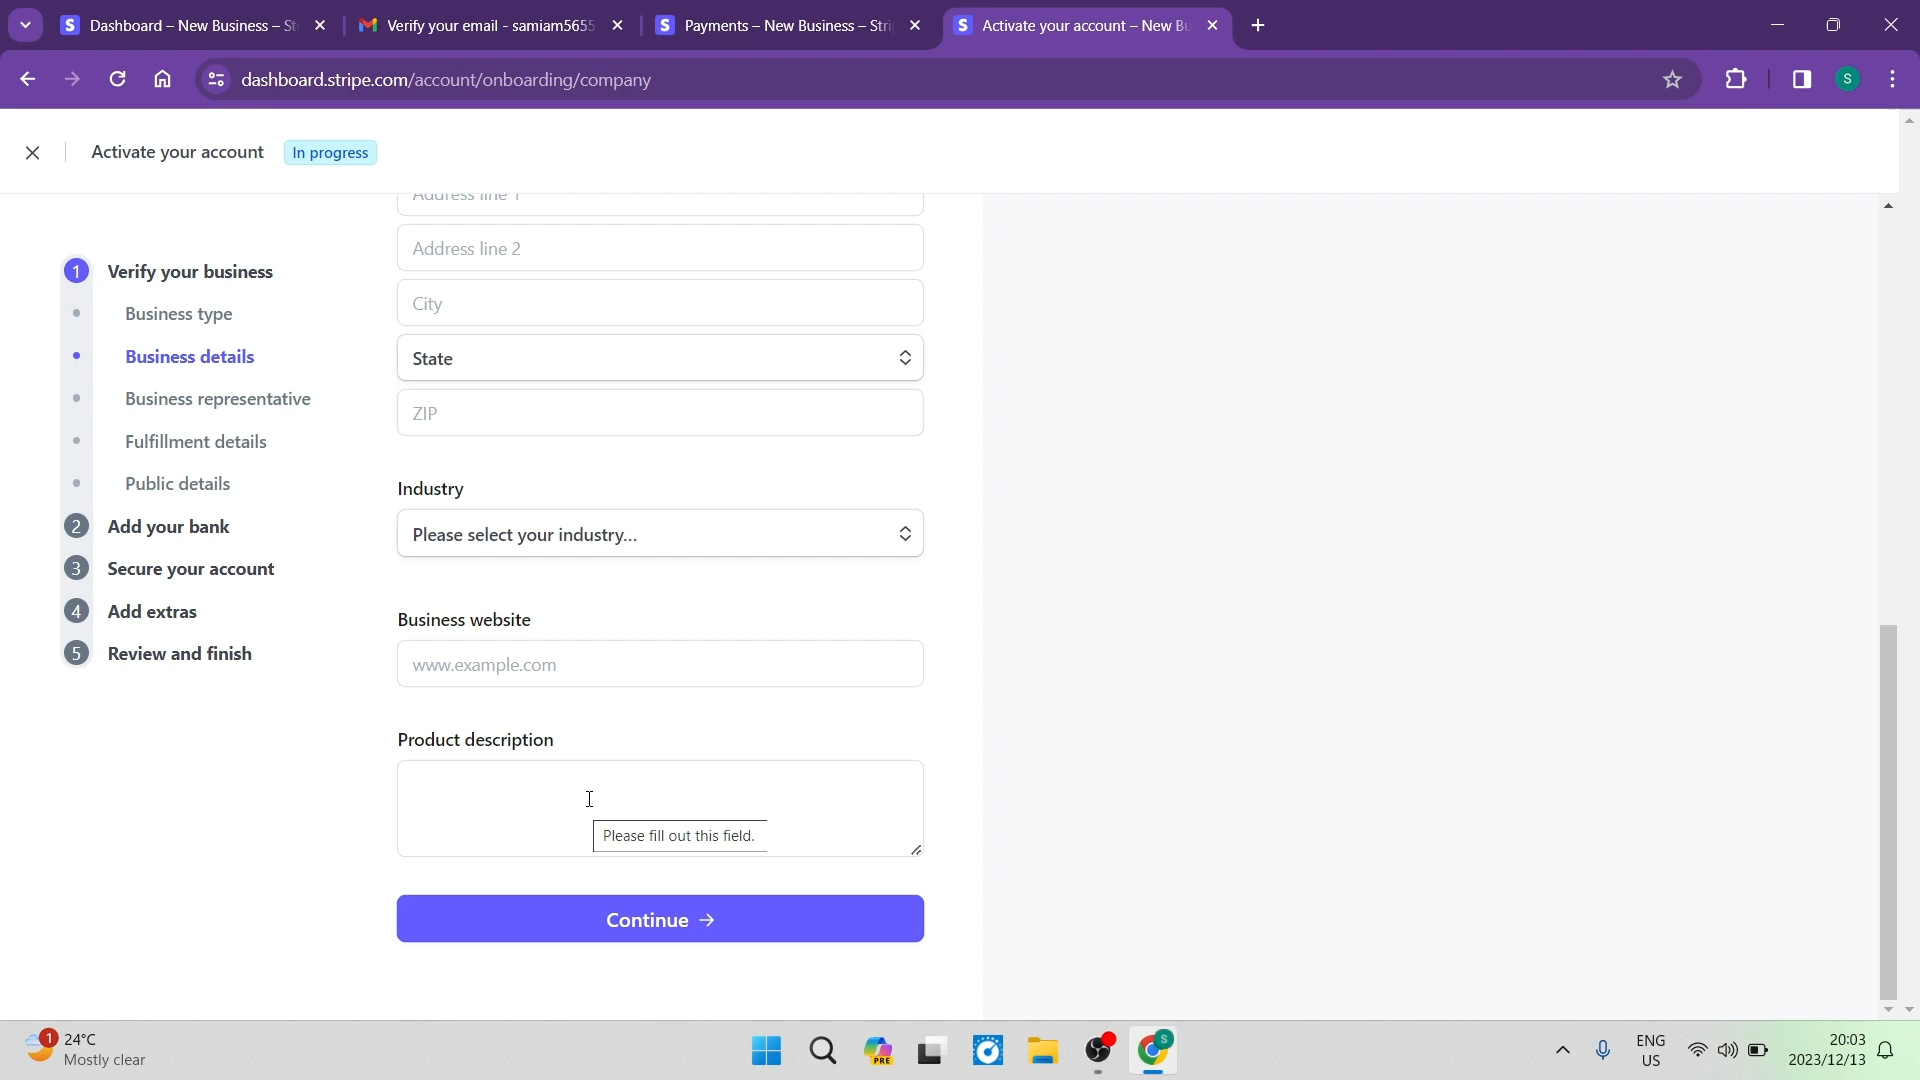 Dashboard – New Business – St
Verify your email - samiam5655
Payments – New Business – Stri
Activate your account – New Bu
dashboard.stripe.com/account/onboarding/company
S
Activate your account
In progress
1 Verify your business
Business type
Business details
Business representative
Fulfillment details
Public details
2 Add your bank
3 Secure your account
4 Add extras
5 Review and finish
Address line 1
Address line 2
City
State
ZIP
Industry
Please select your industry...
Business website
www.example.com
Product description
Please fill out this field.
Continue →
1
24°C
Mostly clear
PRE
S
ENG
US
20:03
2023/12/13